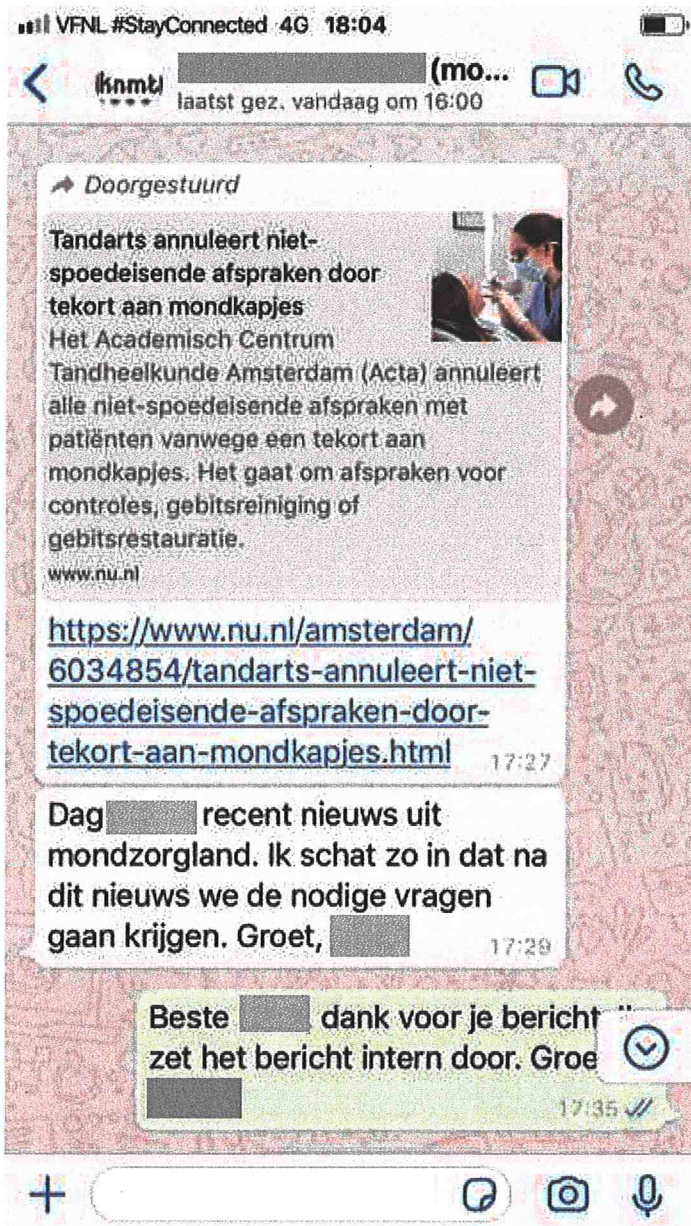 VFNL #StayConnected 4G 18:04
knmt (mo...
laatst gez. vandaag om 16:00
Doorgestuurd
Tandarts annuleert niet-
spoedeisende afspraken door
tekort aan mondkapjes
Het Academisch Centrum
Tandheelkunde Amsterdam (Acta) annuleert
alle niet-spoedeisende afspraken met
patiënten vanwege een tekort aan
mondkapjes. Het gaat om afspraken voor
controles, gebitsreiniging of
gebitsrestauratie.
www.nu.nl
https://www.nu.nl/amsterdam/
6034854/tandarts-annuleert-niet-
spoedeisende-afspraken-door-
tekort-aan-mondkapjes.html 17:27
Dag recent nieuws uit
mondzorgland. Ik schat zo in dat na
dit nieuws we de nodige vragen
gaan krijgen. Groet, 17:29
Beste dank voor je bericht
zet het bericht intern door. Groe
17:35